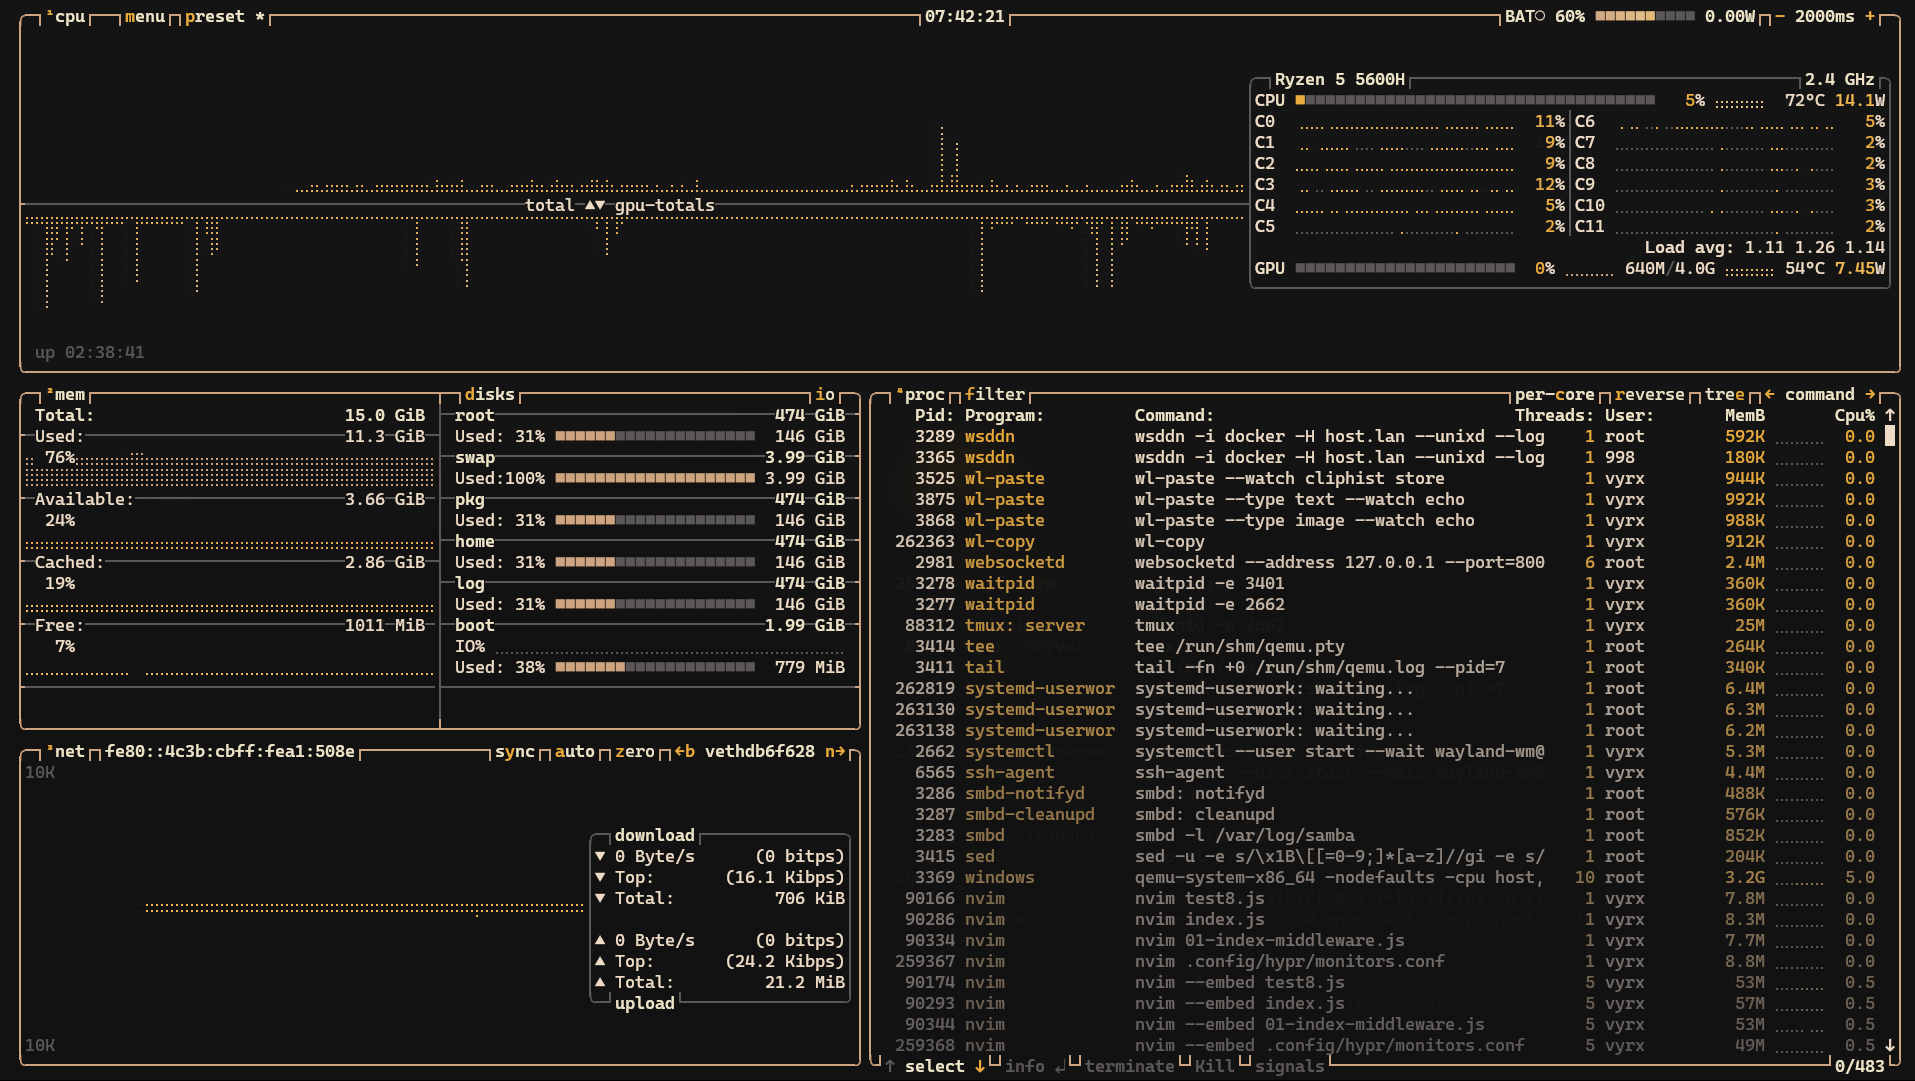 ¹cpu menu preset * 07:42:21 BAT○ 60% 0.00W - 2000ms +
Ryzen 5 5600H 2.4 GHz
CPU 5% 72°C 14.1W
C0 11% C6 5%
C1 9% C7 2%
C2 9% C8 2%
C3 12% C9 3%
C4 5% C10 3%
C5 2% C11 2%
Load avg: 1.11 1.26 1.14
GPU 0% 640M/4.0G 54°C 7.45W
total ▲▼ gpu-totals
up 02:38:41
²mem
Total: 15.0 GiB
Used: 11.3 GiB
76%
Available: 3.66 GiB
24%
Cached: 2.86 GiB
19%
Free: 1011 MiB
7%
disks io
root 474 GiB
Used: 31% 146 GiB
swap 3.99 GiB
Used:100% 3.99 GiB
pkg 474 GiB
Used: 31% 146 GiB
home 474 GiB
Used: 31% 146 GiB
log 474 GiB
Used: 31% 146 GiB
boot 1.99 GiB
IO%
Used: 38% 779 MiB
³net fe80::4c3b:cbff:fea1:508e sync auto zero ←b vethdb6f628 n→
10K
download
▼ 0 Byte/s (0 bitps)
▼ Top: (16.1 Kibps)
▼ Total: 706 KiB
▲ 0 Byte/s (0 bitps)
▲ Top: (24.2 Kibps)
▲ Total: 21.2 MiB
upload
10K
⁴proc filter per-core reverse tree ← command →
Pid: Program: Command: Threads: User: MemB Cpu% ↑
3289 wsddn wsddn -i docker -H host.lan --unixd --log 1 root 592K 0.0
3365 wsddn wsddn -i docker -H host.lan --unixd --log 1 998 180K 0.0
3525 wl-paste wl-paste --watch cliphist store 1 vyrx 944K 0.0
3875 wl-paste wl-paste --type text --watch echo 1 vyrx 992K 0.0
3868 wl-paste wl-paste --type image --watch echo 1 vyrx 988K 0.0
262363 wl-copy wl-copy 1 vyrx 912K 0.0
2981 websocketd websocketd --address 127.0.0.1 --port=800 6 root 2.4M 0.0
3278 waitpid waitpid -e 3401 1 vyrx 360K 0.0
3277 waitpid waitpid -e 2662 1 vyrx 360K 0.0
88312 tmux: server tmux 1 vyrx 25M 0.0
3414 tee tee /run/shm/qemu.pty 1 root 264K 0.0
3411 tail tail -fn +0 /run/shm/qemu.log --pid=7 1 root 340K 0.0
262819 systemd-userwor systemd-userwork: waiting... 1 root 6.4M 0.0
263130 systemd-userwor systemd-userwork: waiting... 1 root 6.3M 0.0
263138 systemd-userwor systemd-userwork: waiting... 1 root 6.2M 0.0
2662 systemctl systemctl --user start --wait wayland-wm@ 1 vyrx 5.3M 0.0
6565 ssh-agent ssh-agent 1 vyrx 4.4M 0.0
3286 smbd-notifyd smbd: notifyd 1 root 488K 0.0
3287 smbd-cleanupd smbd: cleanupd 1 root 576K 0.0
3283 smbd smbd -l /var/log/samba 1 root 852K 0.0
3415 sed sed -u -e s/\x1B\[[=0-9;]*[a-z]//gi -e s/ 1 root 204K 0.0
3369 windows qemu-system-x86_64 -nodefaults -cpu host, 10 root 3.2G 5.0
90166 nvim nvim test8.js 1 vyrx 7.8M 0.0
90286 nvim nvim index.js 1 vyrx 8.3M 0.0
90334 nvim nvim 01-index-middleware.js 1 vyrx 7.7M 0.0
259367 nvim nvim .config/hypr/monitors.conf 1 vyrx 8.8M 0.0
90174 nvim nvim --embed test8.js 5 vyrx 53M 0.5
90293 nvim nvim --embed index.js 5 vyrx 57M 0.5
90344 nvim nvim --embed 01-index-middleware.js 5 vyrx 53M 0.5
259368 nvim nvim --embed .config/hypr/monitors.conf 5 vyrx 49M 0.5 ↓
↑ select ↓ info ↲ terminate Kill signals 0/483